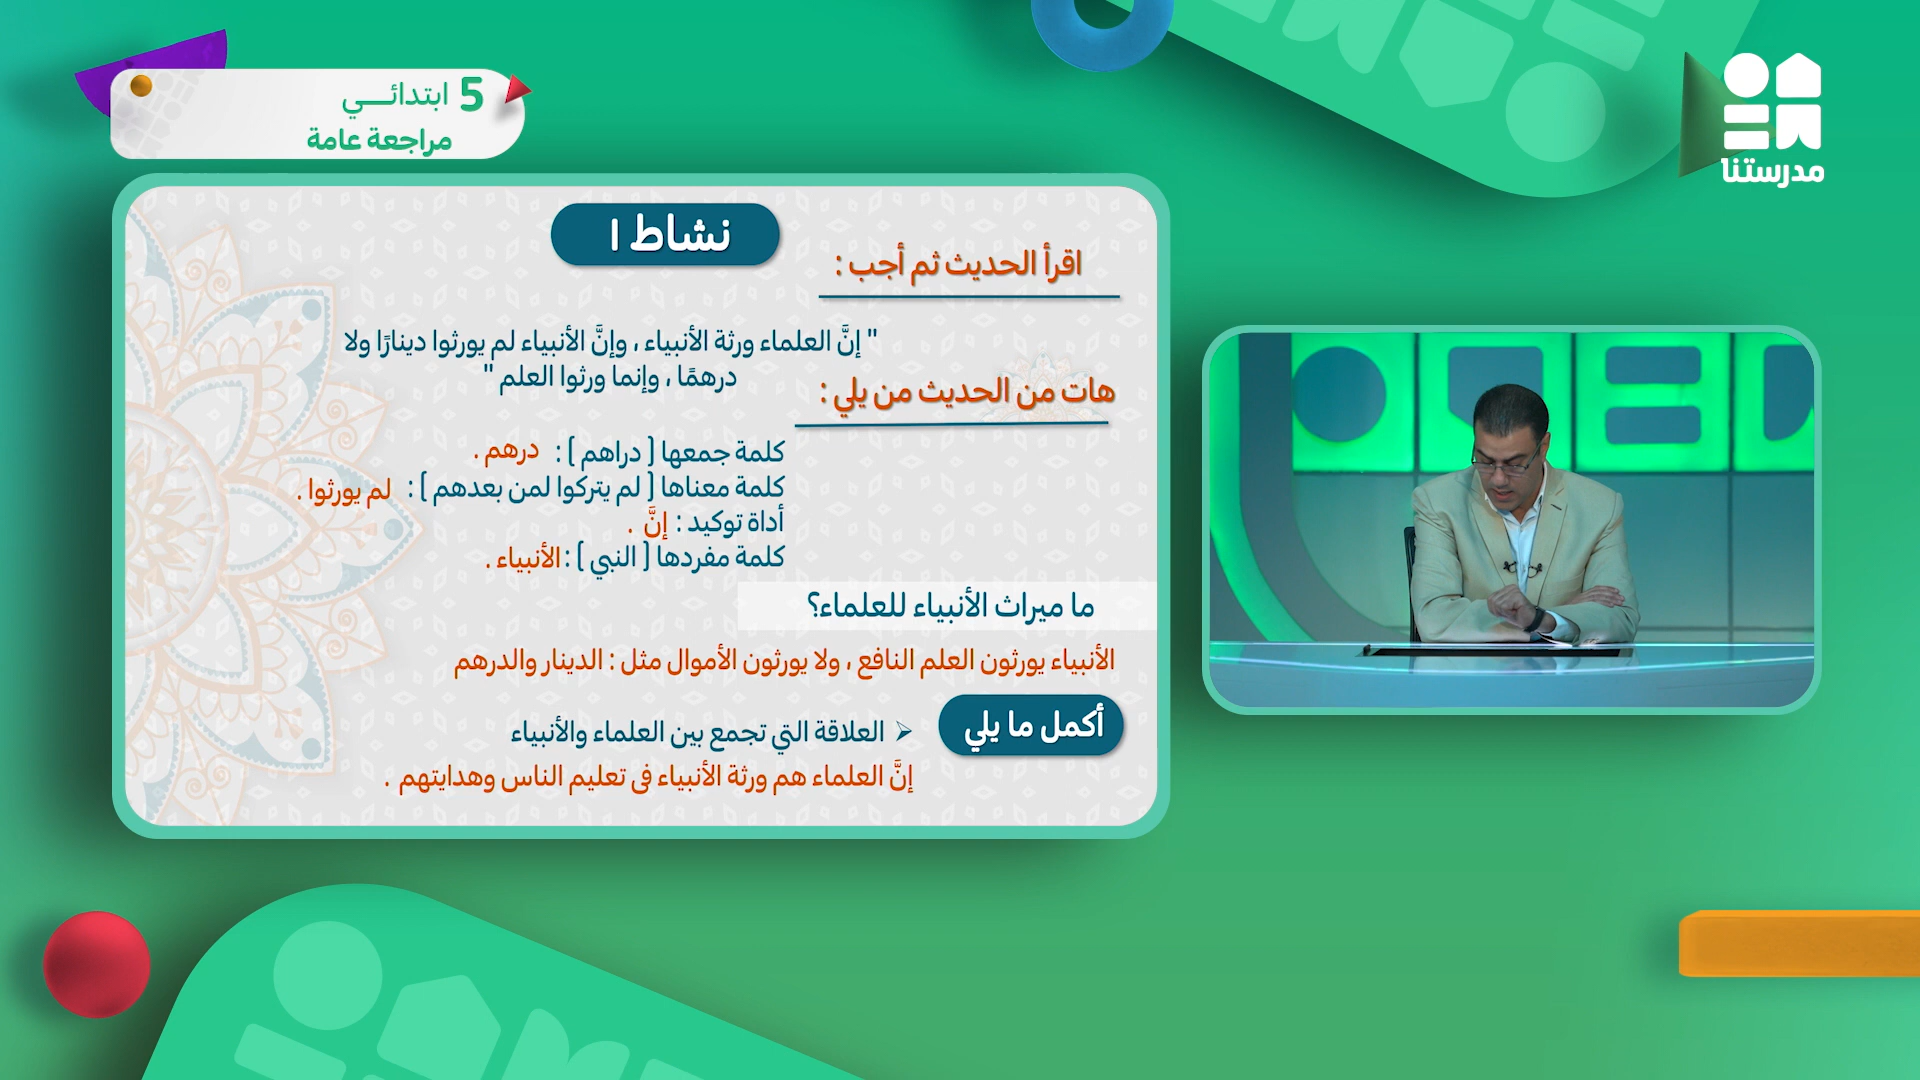 5 ابتدائـــي
مراجعة عامة
مدرستنا
نشاط ١
اقرأ الحديث ثم أجب :
" إنَّ العلماء ورثة الأنبياء ، وإنَّ الأنبياء لم يورثوا دينارًا ولا
درهمًا ، وإنما ورثوا العلم "
هات من الحديث من يلي :
كلمة جمعها [ دراهم ] : درهم .
كلمة معناها [ لم يتركوا لمن بعدهم ] : لم يورثوا .
أداة توكيد : إنَّ .
كلمة مفردها [ النبي ] : الأنبياء .
ما ميراث الأنبياء للعلماء؟
الأنبياء يورثون العلم النافع ، ولا يورثون الأموال مثل : الدينار والدرهم
أكمل ما يلي
العلاقة التي تجمع بين العلماء والأنبياء
إنَّ العلماء هم ورثة الأنبياء فى تعليم الناس وهدايتهم .